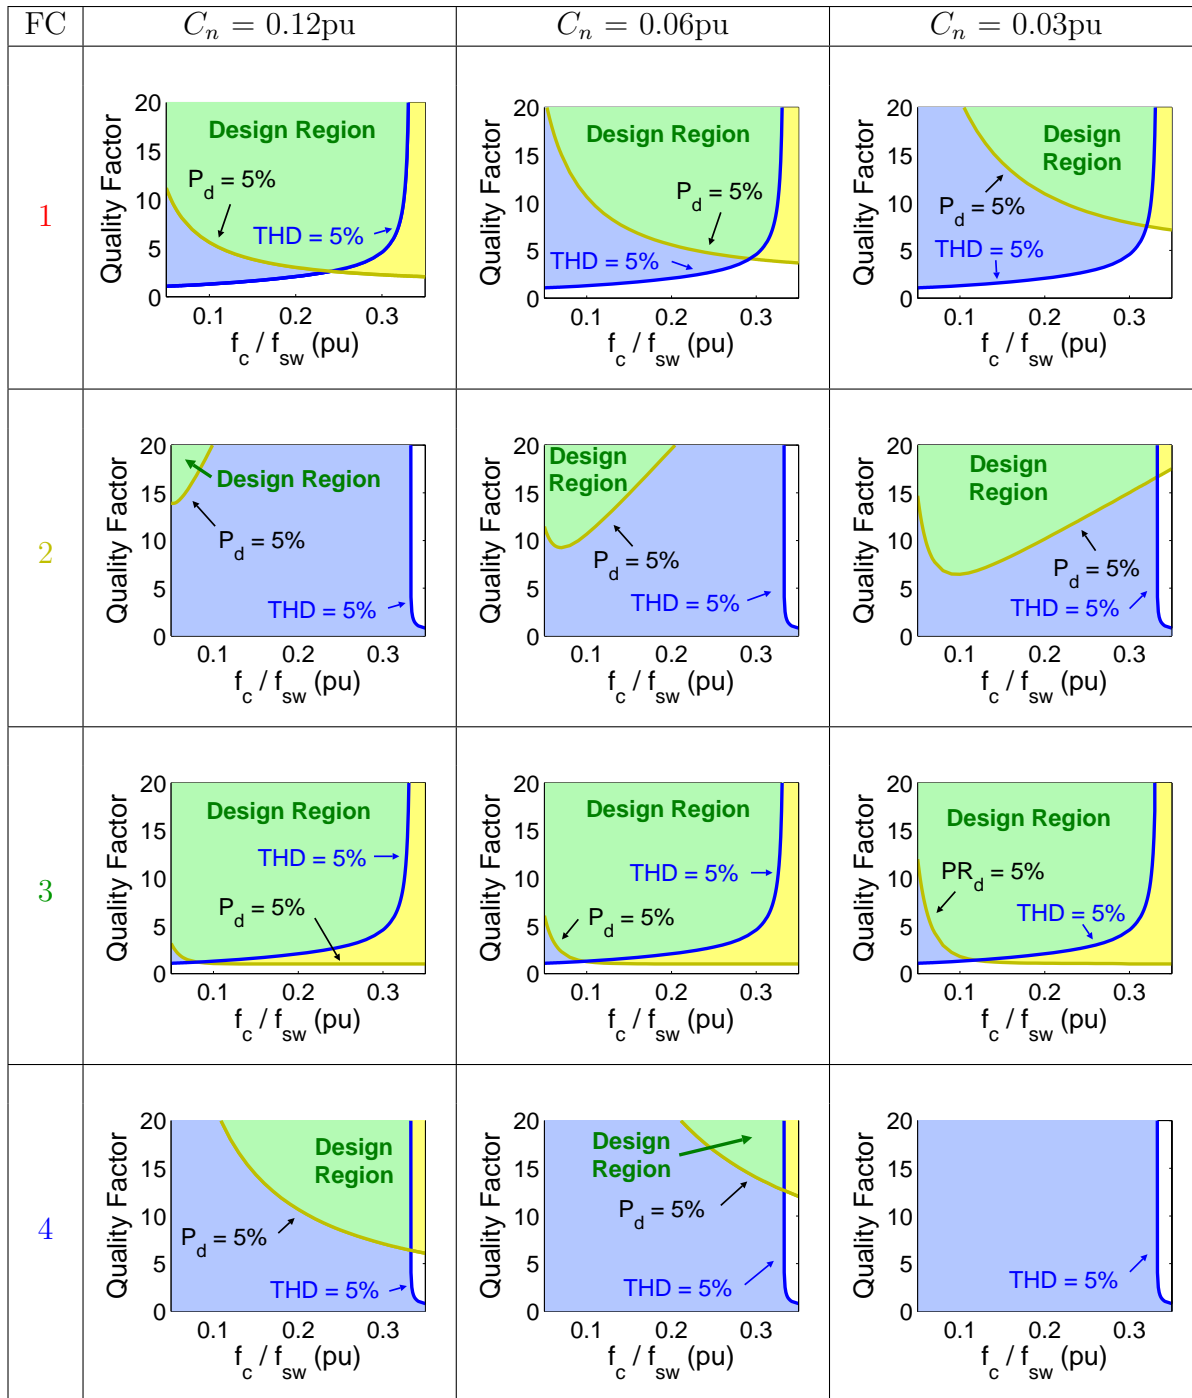 FC C_n = 0.12pu C_n = 0.06pu C_n = 0.03pu
1
Quality Factor
20
15
10
5
0
Design Region
P_d = 5%
THD = 5%
0.1 0.2 0.3
f_c / f_sw (pu)
Quality Factor
20
15
10
5
0
Design Region
P_d = 5%
THD = 5%
0.1 0.2 0.3
f_c / f_sw (pu)
Quality Factor
20
15
10
5
0
Design
Region
P_d = 5%
THD = 5%
0.1 0.2 0.3
f_c / f_sw (pu)
2
Quality Factor
20
15
10
5
0
Design Region
P_d = 5%
THD = 5%
0.1 0.2 0.3
f_c / f_sw (pu)
Quality Factor
20
15
10
5
0
Design
Region
P_d = 5%
THD = 5%
0.1 0.2 0.3
f_c / f_sw (pu)
Quality Factor
20
15
10
5
0
Design
Region
P_d = 5%
THD = 5%
0.1 0.2 0.3
f_c / f_sw (pu)
3
Quality Factor
20
15
10
5
0
Design Region
THD = 5%
P_d = 5%
0.1 0.2 0.3
f_c / f_sw (pu)
Quality Factor
20
15
10
5
0
Design Region
THD = 5%
P_d = 5%
0.1 0.2 0.3
f_c / f_sw (pu)
Quality Factor
20
15
10
5
0
Design Region
PR_d = 5%
THD = 5%
0.1 0.2 0.3
f_c / f_sw (pu)
4
Quality Factor
20
15
10
5
0
Design
Region
P_d = 5%
THD = 5%
0.1 0.2 0.3
f_c / f_sw (pu)
Quality Factor
20
15
10
5
0
Design
Region
P_d = 5%
THD = 5%
0.1 0.2 0.3
f_c / f_sw (pu)
Quality Factor
20
15
10
5
0
THD = 5%
0.1 0.2 0.3
f_c / f_sw (pu)